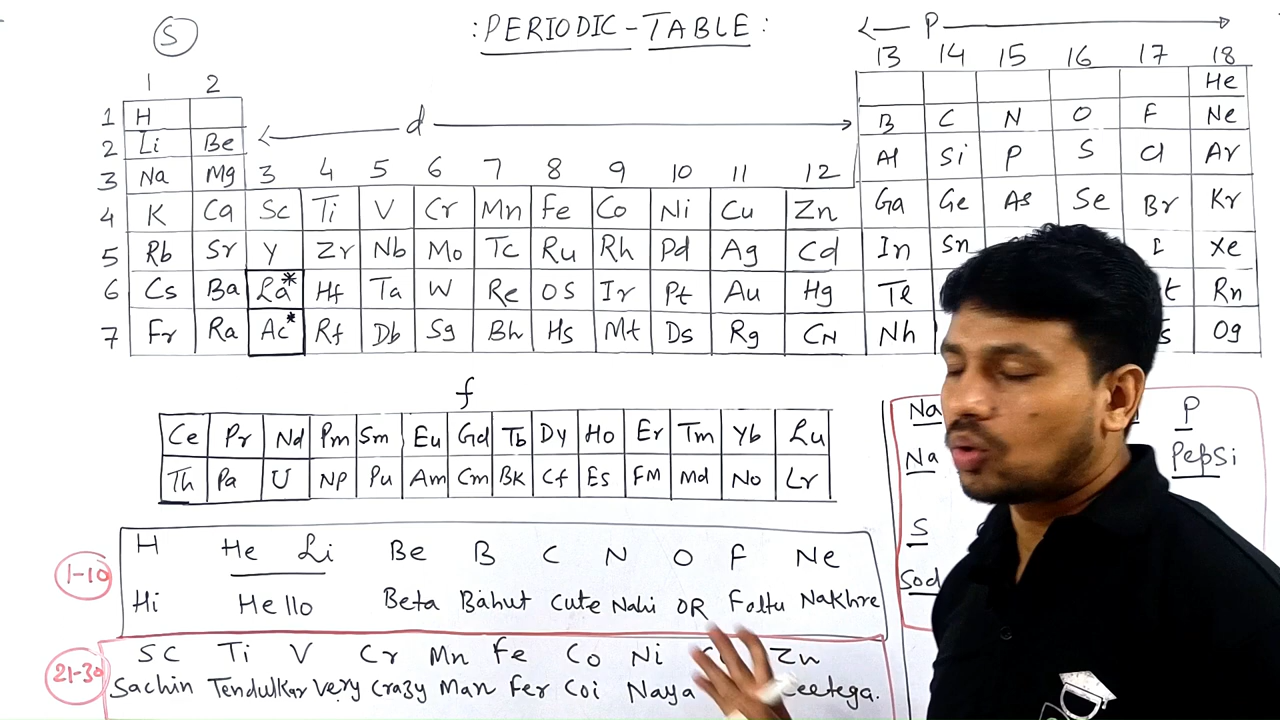 S :PERIODIC-TABLE: P
13 14 15 16 17 18
1 2 He
1 H d B C N O F Ne
2 Li Be Al Si P S Cl Ar
3 Na Mg 3 4 5 6 7 8 9 10 11 12
4 K Ca Sc Ti V Cr Mn Fe Co Ni Cu Zn Ga Ge As Se Br Kr
5 Rb Sr Y Zr Nb Mo Tc Ru Rh Pd Ag Cd In Sn I Xe
6 Cs Ba La* Hf Ta W Re OS Ir Pt Au Hg Tl Rn
7 Fr Ra Ac* Rf Db Sg Bh Hs Mt Ds Rg CN Nh Og
f
Ce Pr Nd Pm Sm Eu Gd Tb Dy Ho Er Tm Yb Lu
Th Pa U NP Pu Am Cm BK Cf Es FM Md No Lr
Na P
Na PePSi
S
Sod
1-10 H He Li Be B C N O F Ne
Hi Hello Beta Bahut Cute Nahi OR Faltu Nakhre
21-30 SC Ti V Cr Mn Fe Co Ni Zn
Sachin Tendulkar Very Crazy Man Fer Coi Naya